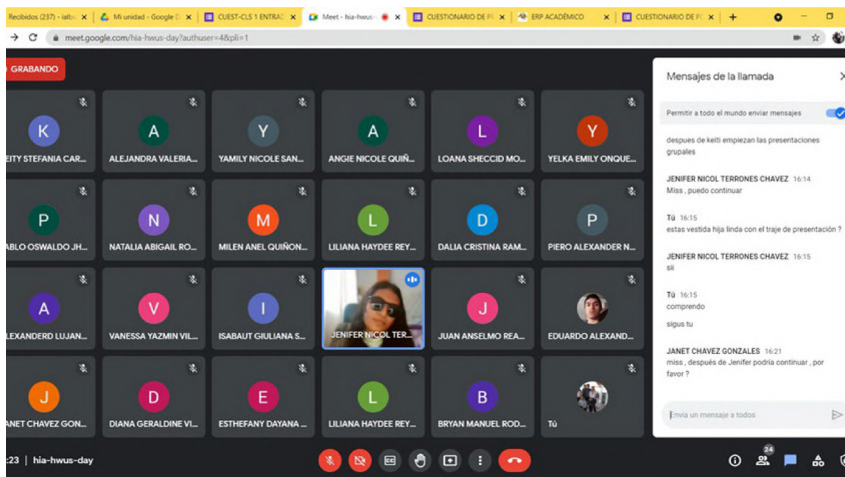 Recibidos (237) - iatb
Mi unidad - Google D
CUEST-CLS 1 ENTRA
Meet - hia-hwus-
CUESTIONARIO DE P
ERP ACADÉMICO
CUESTIONARIO DE P
meet.google.com/hia-hwus-day?authuser=4&pli=1
GRABANDO
K
EITY STEFANIA CAR...
A
ALEJANDRA VALERIA...
Y
YAMILY NICOLE SAN...
A
ANGIE NICOLE QUIÑ...
L
LOANA SHECCID MO...
Y
YELKA EMILY ONQUE...
P
ABLO OSWALDO JH...
N
NATALIA ABIGAIL RO...
M
MILEN ANEL QUIÑON...
L
LILIANA HAYDEE REY...
D
DALIA CRISTINA RAM...
P
PIERO ALEXANDER N...
A
EXANDERD LUJAN...
V
VANESSA YAZMIN VIL...
I
ISABAUT GIULIANA S...
JENIFER NICOL TER...
J
JUAN ANSELMO REA...
EDUARDO ALEXAND...
J
ANET CHAVEZ GON...
D
DIANA GERALDINE VI...
E
ESTHEFANY DAYANA ...
L
LILIANA HAYDEE REY...
B
BRYAN MANUEL ROD...
Tú
Mensajes de la llamada
Permitir a todo el mundo enviar mensajes
despues de keiti empiezan las presentaciones
grupales
JENIFER NICOL TERRONES CHAVEZ 16:14
Miss , puedo continuar
Tú 16:15
estas vestida hija linda con el traje de presentación ?
JENIFER NICOL TERRONES CHAVEZ 16:15
sii
Tú 16:15
comprendo
sigus tu
JANET CHAVEZ GONZALES 16:21
miss , después de Jenifer podría continuar , por
favor ?
Envía un mensaje a todos
:23 | hia-hwus-day
24